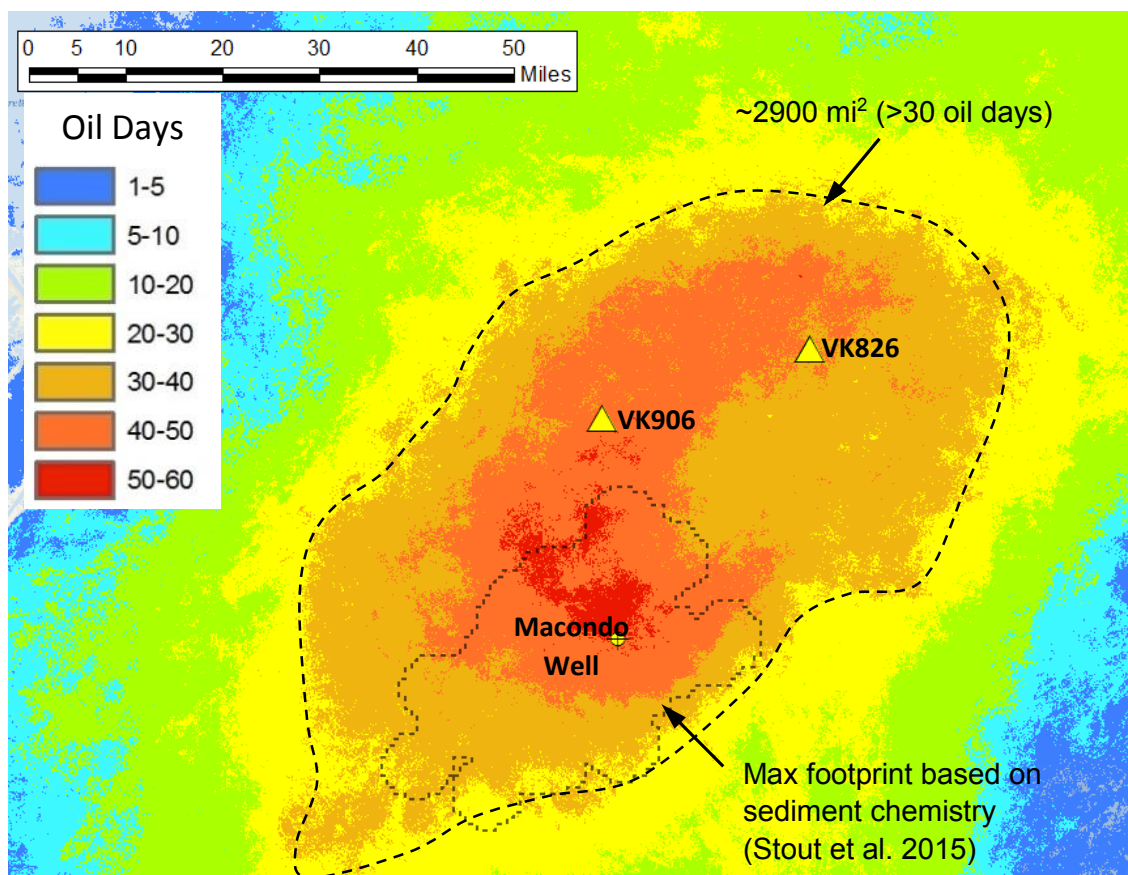 0 5 10 20 30 40 50
Miles
Oil Days
1-5
5-10
10-20
20-30
30-40
40-50
50-60
~2900 mi² (>30 oil days)
VK826
VK906
Macondo
Well
Max footprint based on
sediment chemistry
(Stout et al. 2015)